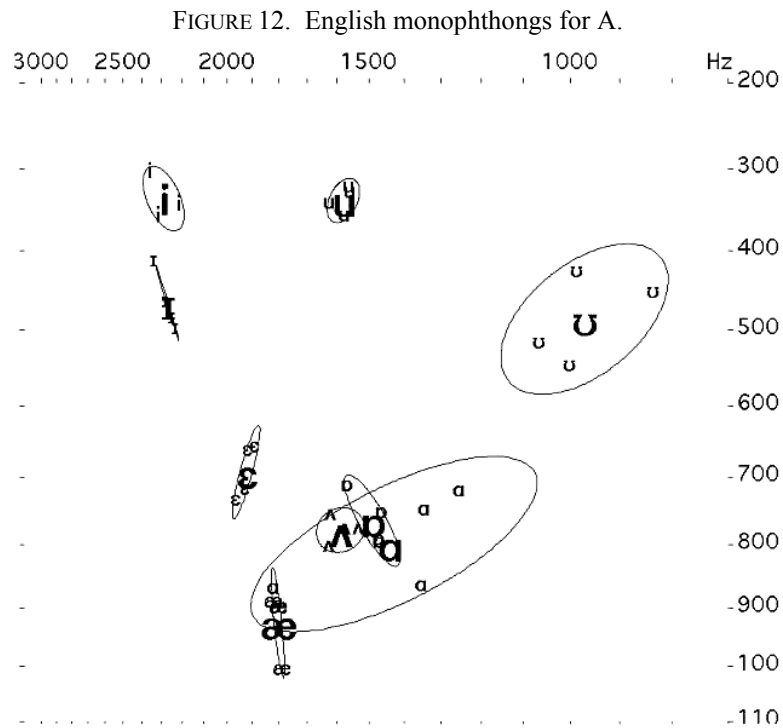 FIGURE 12. English monophthongs for A.
3000 2500 2000 1500 1000 Hz 200
300
400
500
600
700
800
900
100
110
i i i i
u u u u
ɪ ɪ ɪ
ʊ ʊ ʊ ʊ ʊ
ɛ ɛ ɛ ɛ
ʌ ʌ ʌ ʌ
ɒ ɒ ɒ ɒ
ɑ ɑ ɑ ɑ ɑ
æ æ æ æ